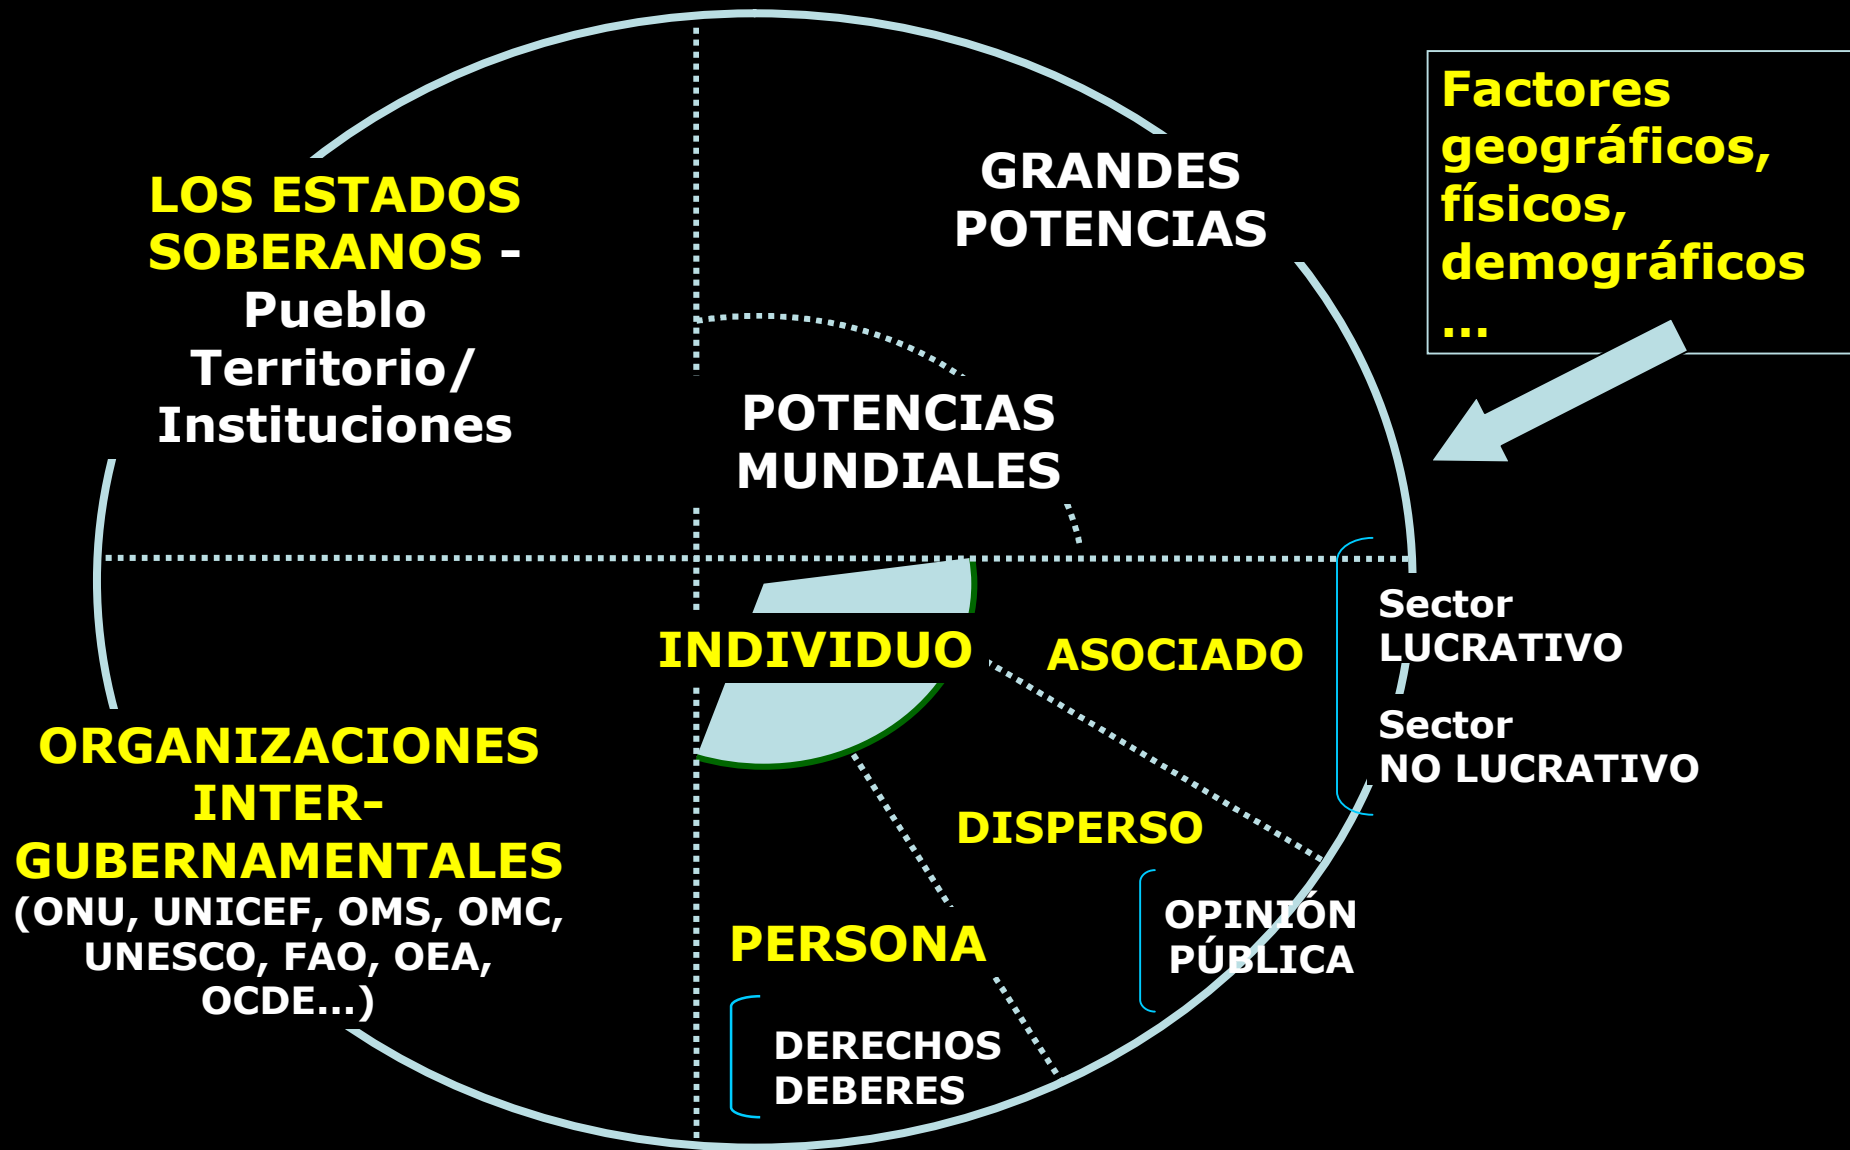 LOS ESTADOS
SOBERANOS –
Pueblo
Territorio/
Instituciones
GRANDES
POTENCIAS
Factores
geográficos,
físicos,
demográficos
...
POTENCIAS
MUNDIALES
INDIVIDUO
ASOCIADO
Sector
LUCRATIVO
Sector
NO LUCRATIVO
ORGANIZACIONES
INTER-
GUBERNAMENTALES
(ONU, UNICEF, OMS, OMC,
UNESCO, FAO, OEA,
OCDE...)
DISPERSO
OPINIÓN
PÚBLICA
PERSONA
DERECHOS
DEBERES